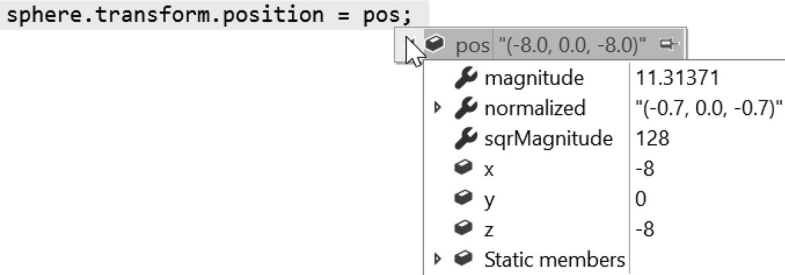 sphere.transform.position = pos;
pos "(-8.0, 0.0, -8.0)"
magnitude 11.31371
normalized "(-0.7, 0.0, -0.7)"
sqrMagnitude 128
x -8
y 0
z -8
Static members